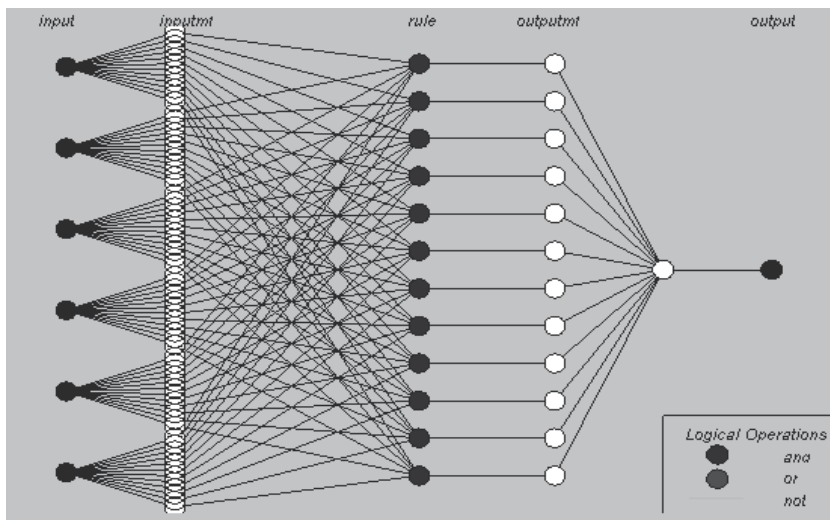 input inputmf rule outputmf output
Logical Operations
and
or
not